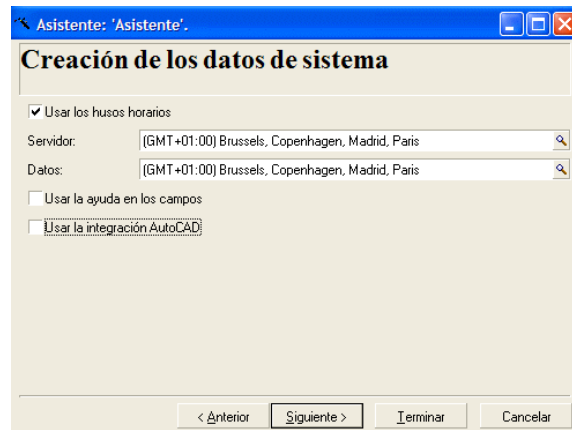 Asistente: 'Asistente'.
Creación de los datos de sistema
Usar los husos horarios
Servidor: (GMT+01:00) Brussels, Copenhagen, Madrid, Paris
Datos: (GMT+01:00) Brussels, Copenhagen, Madrid, Paris
Usar la ayuda en los campos
Usar la integración AutoCAD
< Anterior Siguiente > Terminar Cancelar